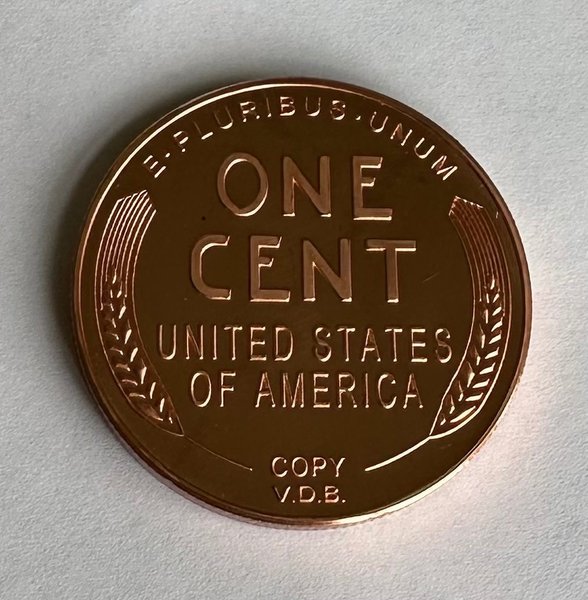 E·PLURIBUS·UNUM
ONE
CENT
UNITED STATES
OF AMERICA
COPY
V.D.B.